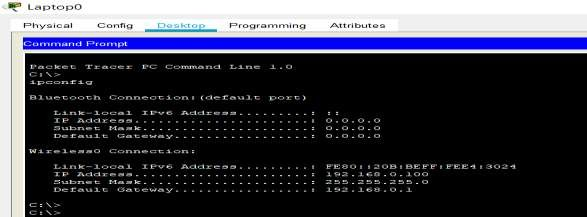 Laptop0
Physical Config Desktop Programming Attributes
Command Prompt
Packet Tracer PC Command Line 1.0
C:\>
ipconfig
Bluetooth Connection:(default port)
Link-local IPv6 Address.........: ::
IP Address......................: 0.0.0.0
Subnet Mask.....................: 0.0.0.0
Default Gateway.................: 0.0.0.0
Wireless0 Connection:
Link-local IPv6 Address.........: FE80::20B:BEFF:FEE4:3024
IP Address......................: 192.168.0.100
Subnet Mask.....................: 255.255.255.0
Default Gateway.................: 192.168.0.1
C:\>
C:\>